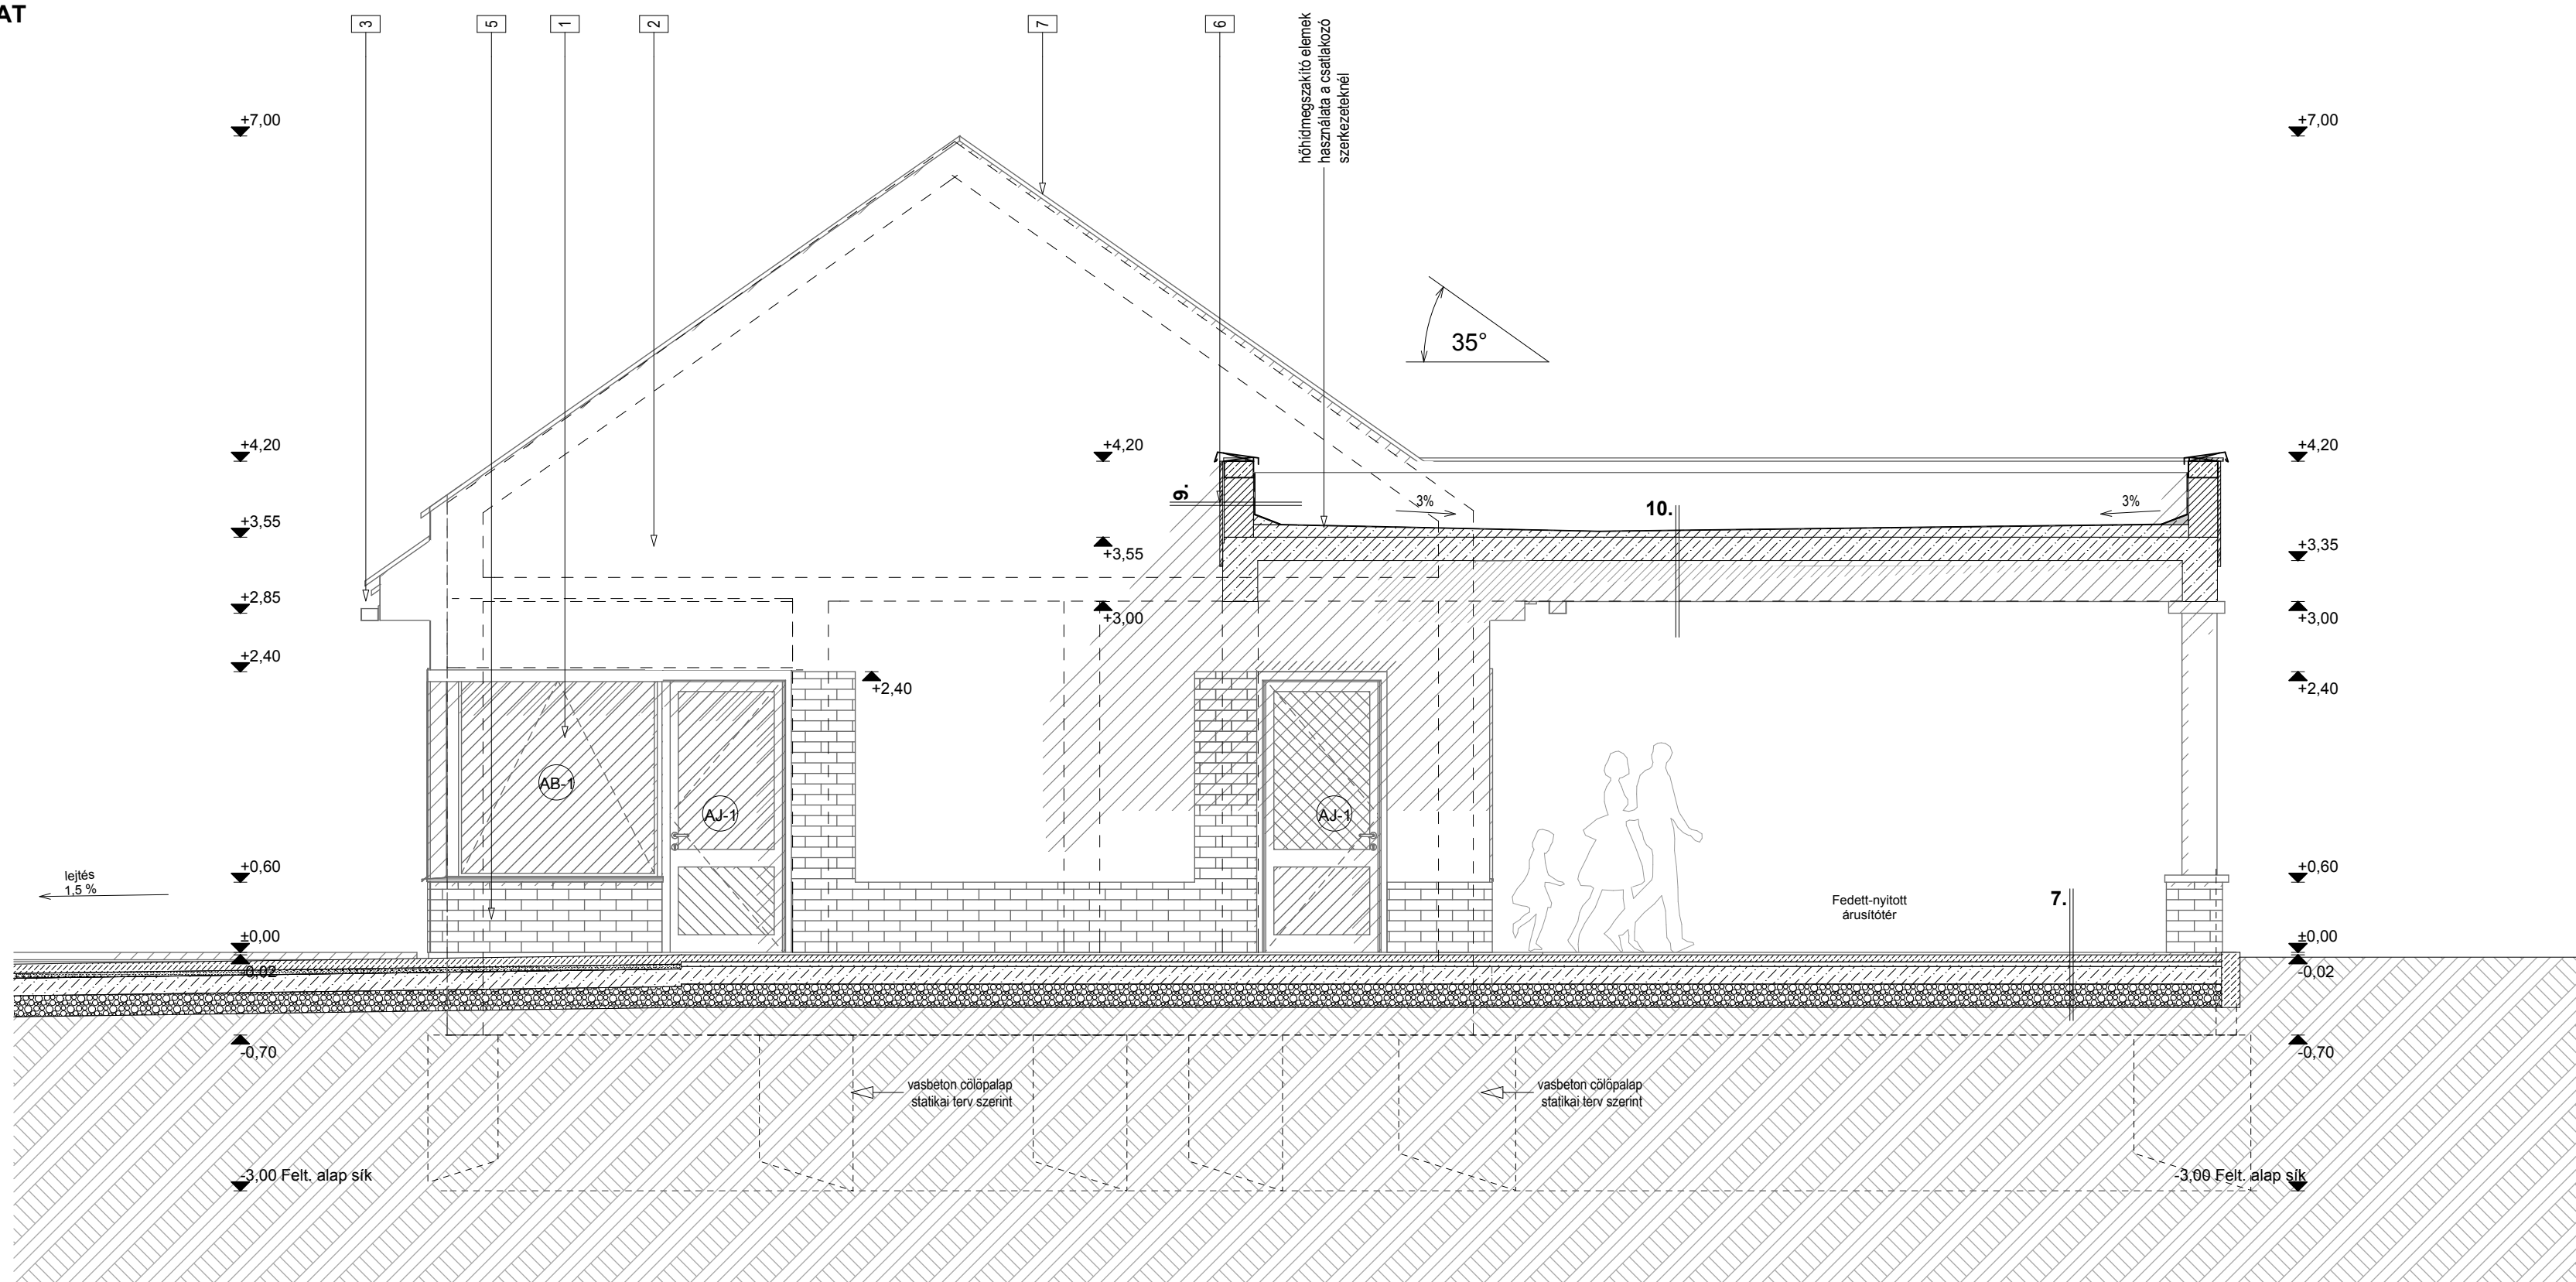 AT
3
5
1
2
7
6
hőhídmegszakító elemek
használata a csatlakozó
szerkezeteknél
+7,00
+7,00
35°
+4,20
+4,20
+4,20
9.
3%
10.
3%
+3,55
+3,55
+3,35
+2,85
+3,00
+3,00
+2,40
+2,40
+2,40
AB-1
AJ-1
AJ-1
lejtés
1,5 %
+0,60
+0,60
Fedett-nyitott
árusítótér
7.
±0,00
±0,00
-0,02
-0,02
-0,70
-0,70
vasbeton cölöpalap
statikai terv szerint
vasbeton cölöpalap
statikai terv szerint
-3,00 Felt. alap sík
-3,00 Felt. alap sík